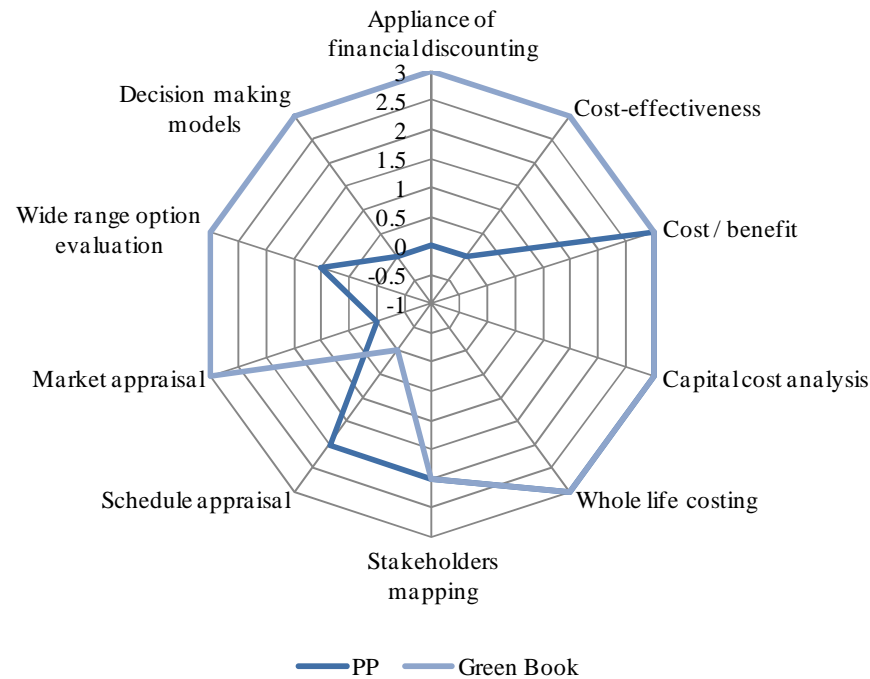 Appliance of
financial discounting
Cost-effectiveness
Cost / benefit
Capital cost analysis
Whole life costing
Stakeholders
mapping
Schedule appraisal
Market appraisal
Wide range option
evaluation
Decision making
models
3
2.5
2
1.5
1
0.5
0
-0.5
-1
PP
Green Book